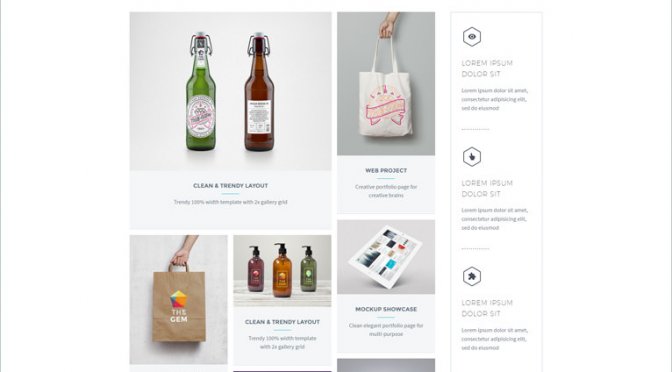 CLEAN & TRENDY LAYOUT
Trendy 100% width template with 2x gallery grid
THE
GEM
CLEAN & TRENDY LAYOUT
Trendy 100% width template
with 2x gallery grid
WEB PROJECT
Creative portfolio page for
creative brains
MOCKUP SHOWCASE
Clean elegant portfolio page for
multi-purpose
LOREM IPSUM
DOLOR SIT
Lorem ipsum dolor sit amet,
consectetur adipisicing elit,
sed do eiusmod
LOREM IPSUM
DOLOR SIT
Lorem ipsum dolor sit amet,
consectetur adipisicing elit,
sed do eiusmod
LOREM IPSUM
DOLOR SIT
Lorem ipsum dolor sit amet,
consectetur adipisicing elit,
sed do eiusmod